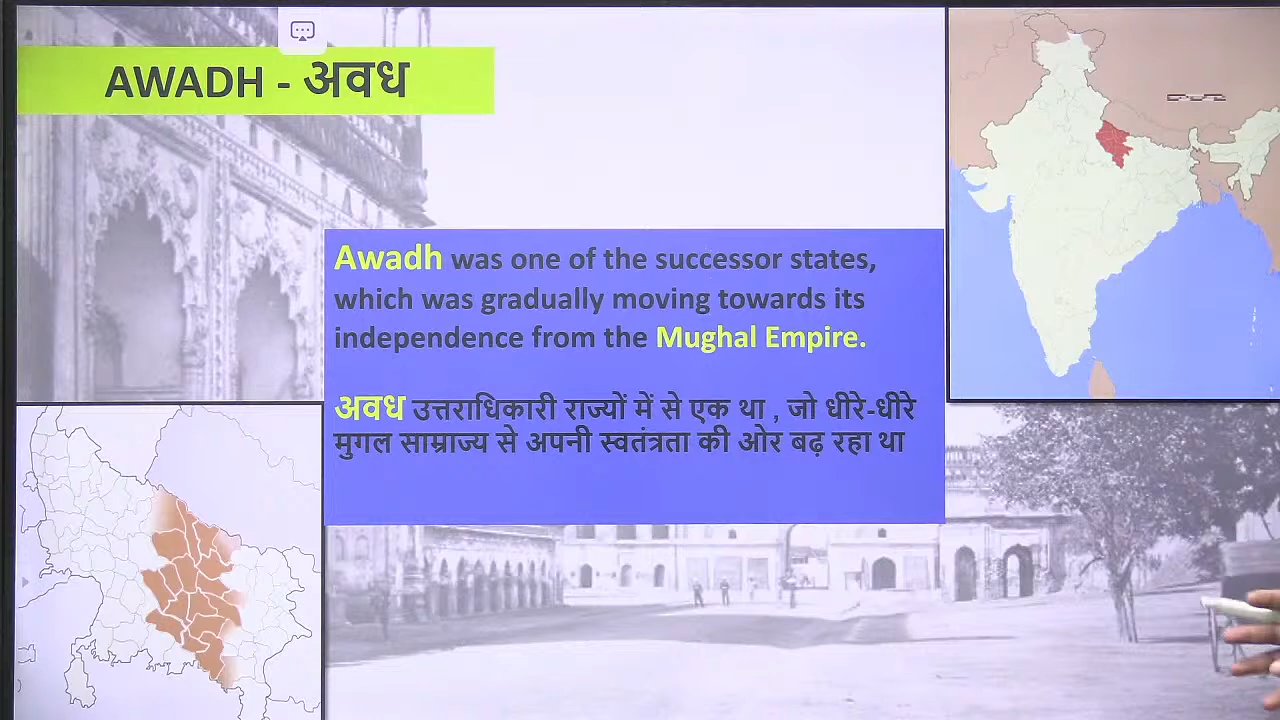 AWADH - अवध
Awadh was one of the successor states,
which was gradually moving towards its
independence from the Mughal Empire.
अवध उत्तराधिकारी राज्यों में से एक था , जो धीरे-धीरे
मुगल साम्राज्य से अपनी स्वतंत्रता की ओर बढ़ रहा था